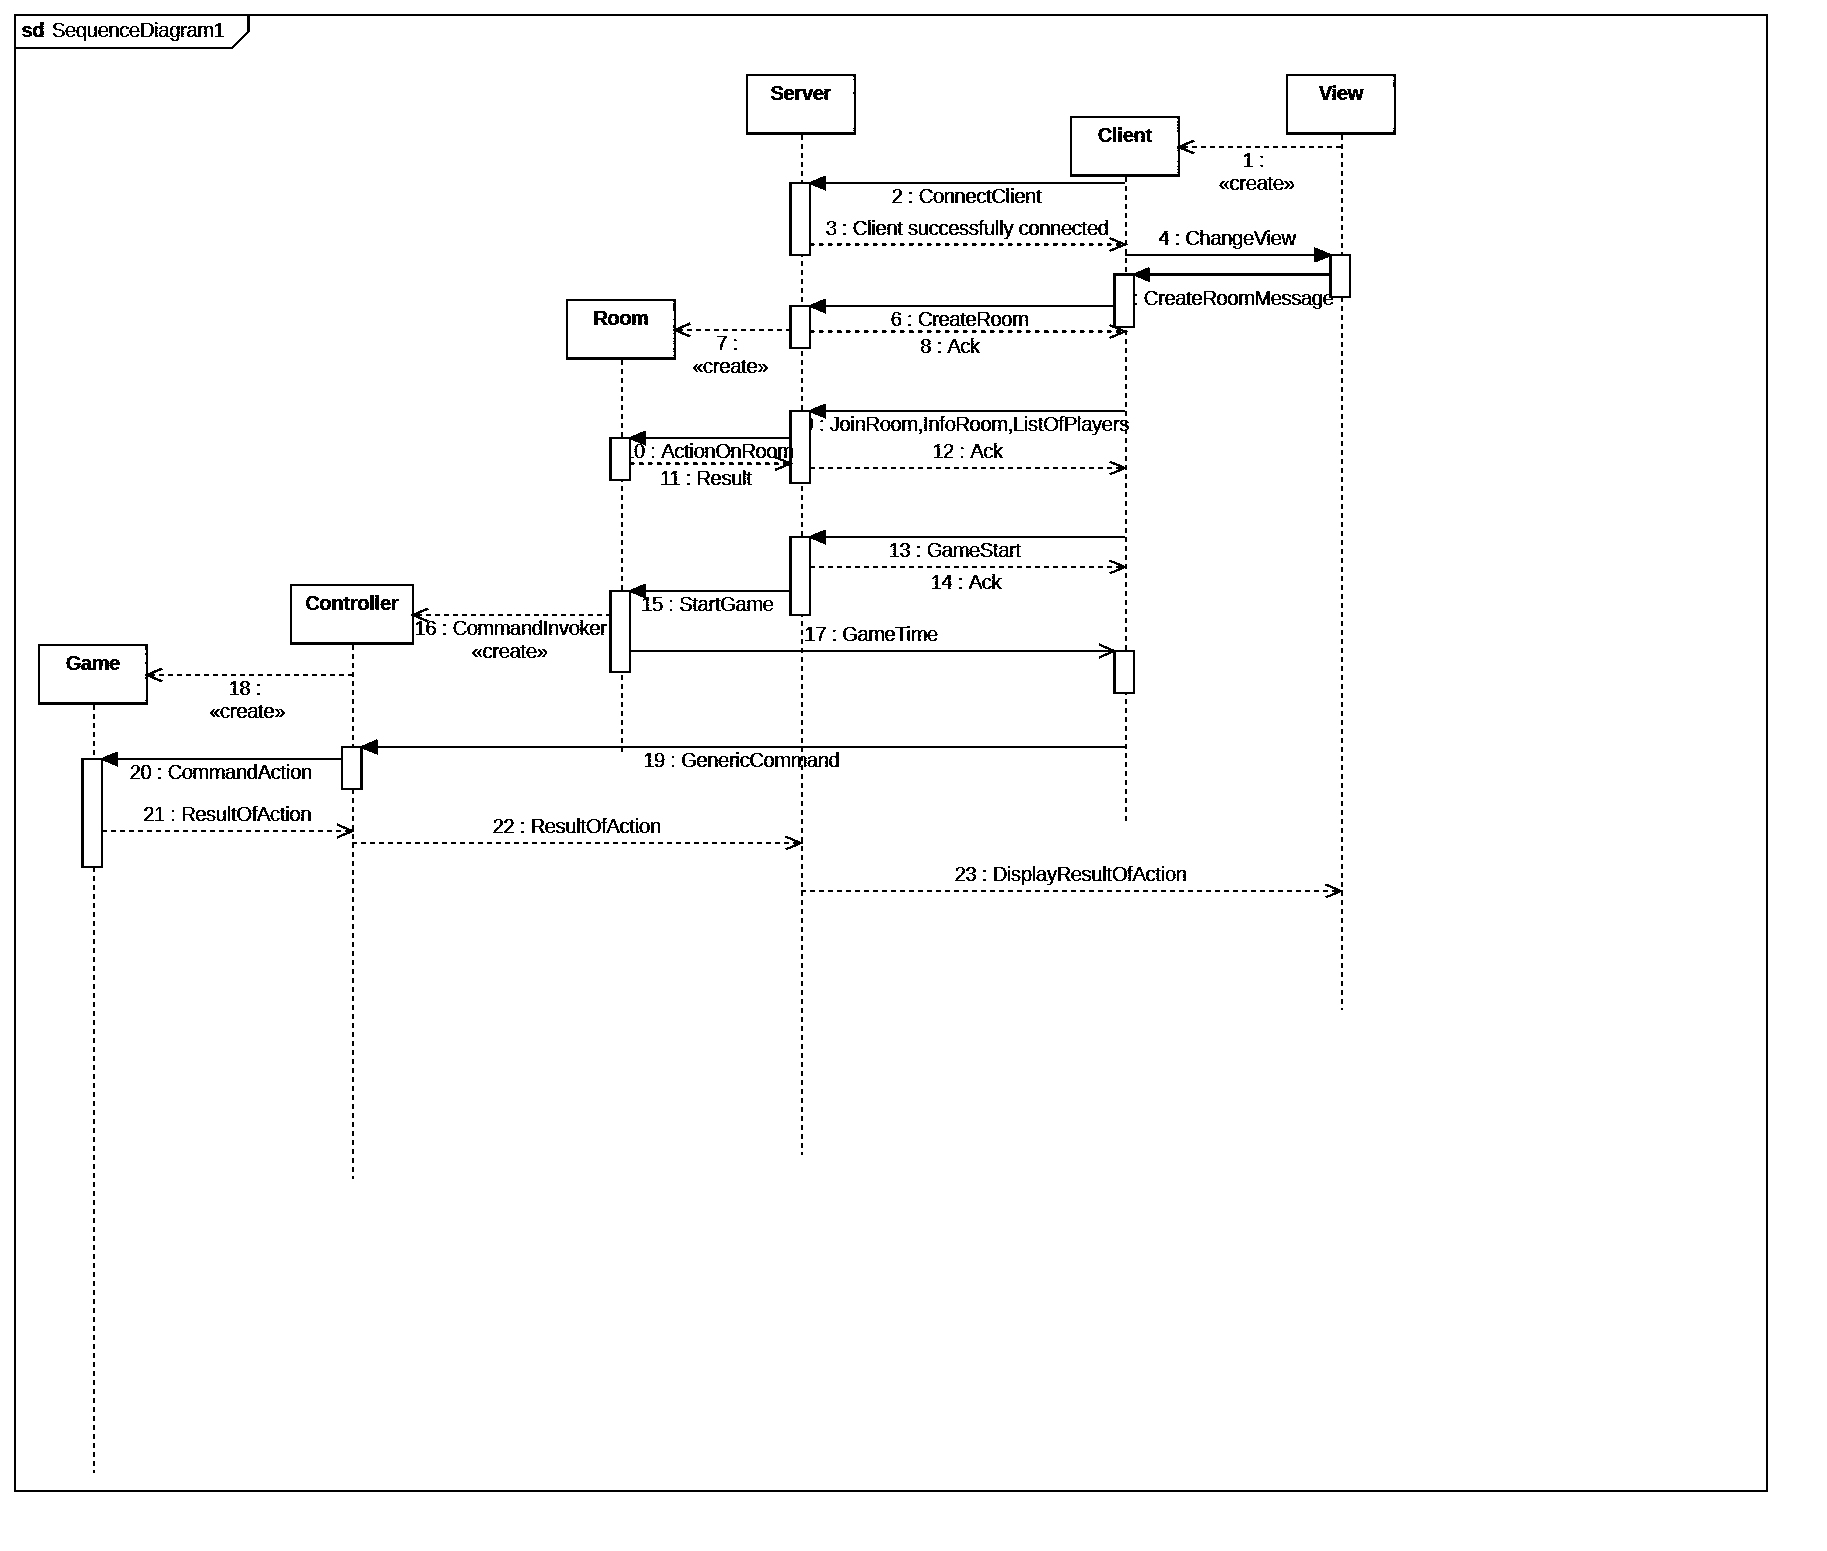 sd SequenceDiagram1
Server
View
Client
1 :
«create»
2 : ConnectClient
3 : Client successfully connected
4 : ChangeView
: CreateRoomMessage
Room
6 : CreateRoom
7 :
«create»
8 : Ack
: JoinRoom,InfoRoom,ListOfPlayers
0 : ActionOnRoom
12 : Ack
11 : Result
13 : GameStart
14 : Ack
Controller
15 : StartGame
16 : CommandInvoker
«create»
17 : GameTime
Game
18 :
«create»
19 : GenericCommand
20 : CommandAction
21 : ResultOfAction
22 : ResultOfAction
23 : DisplayResultOfAction